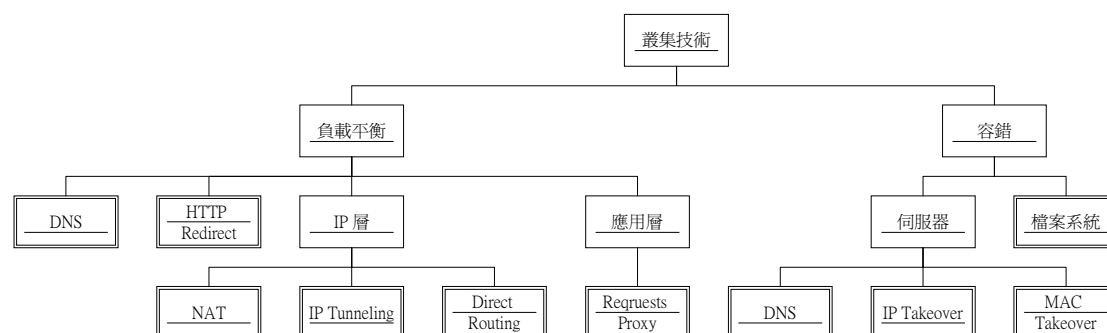 叢集技術
負載平衡
容錯
DNS
HTTP
Redirect
IP 層
應用層
伺服器
檔案系統
NAT
IP Tunneling
Direct
Routing
Reqruests
Proxy
DNS
IP Takeover
MAC
Takeover